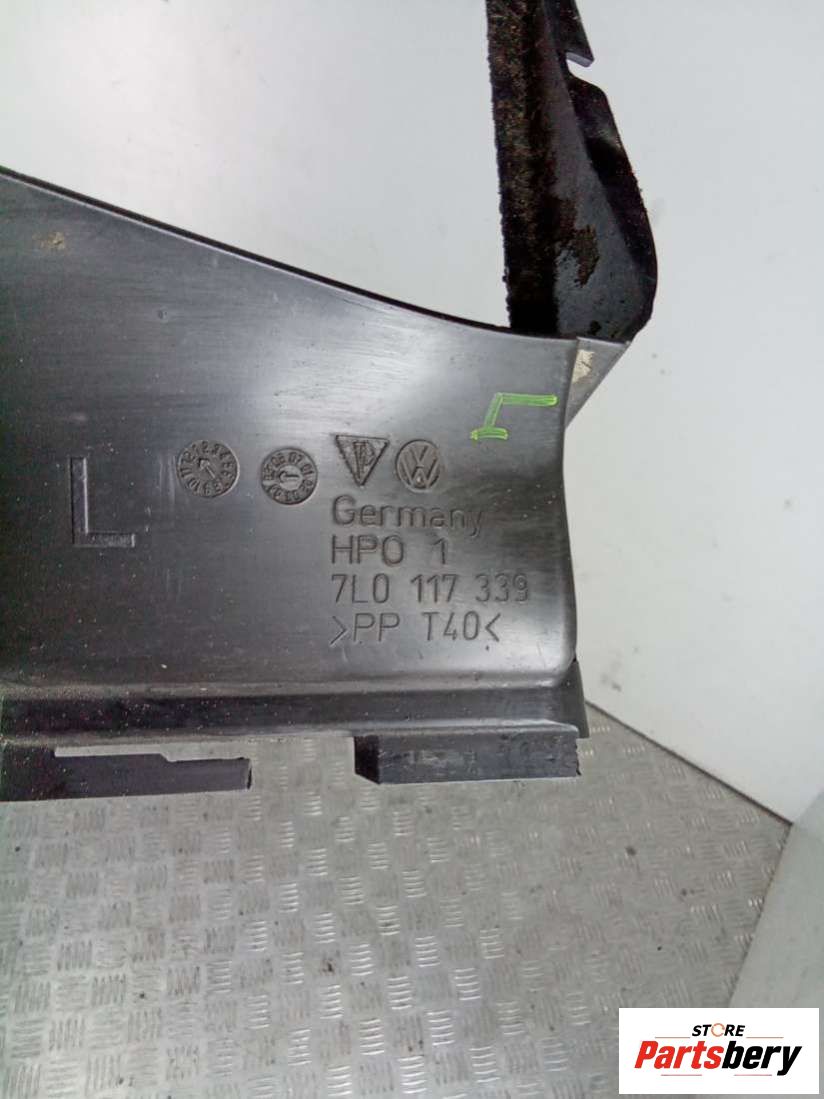 L
Germany
HPO 1
7L0 117 339
>PP T40<
STORE
Partsbery